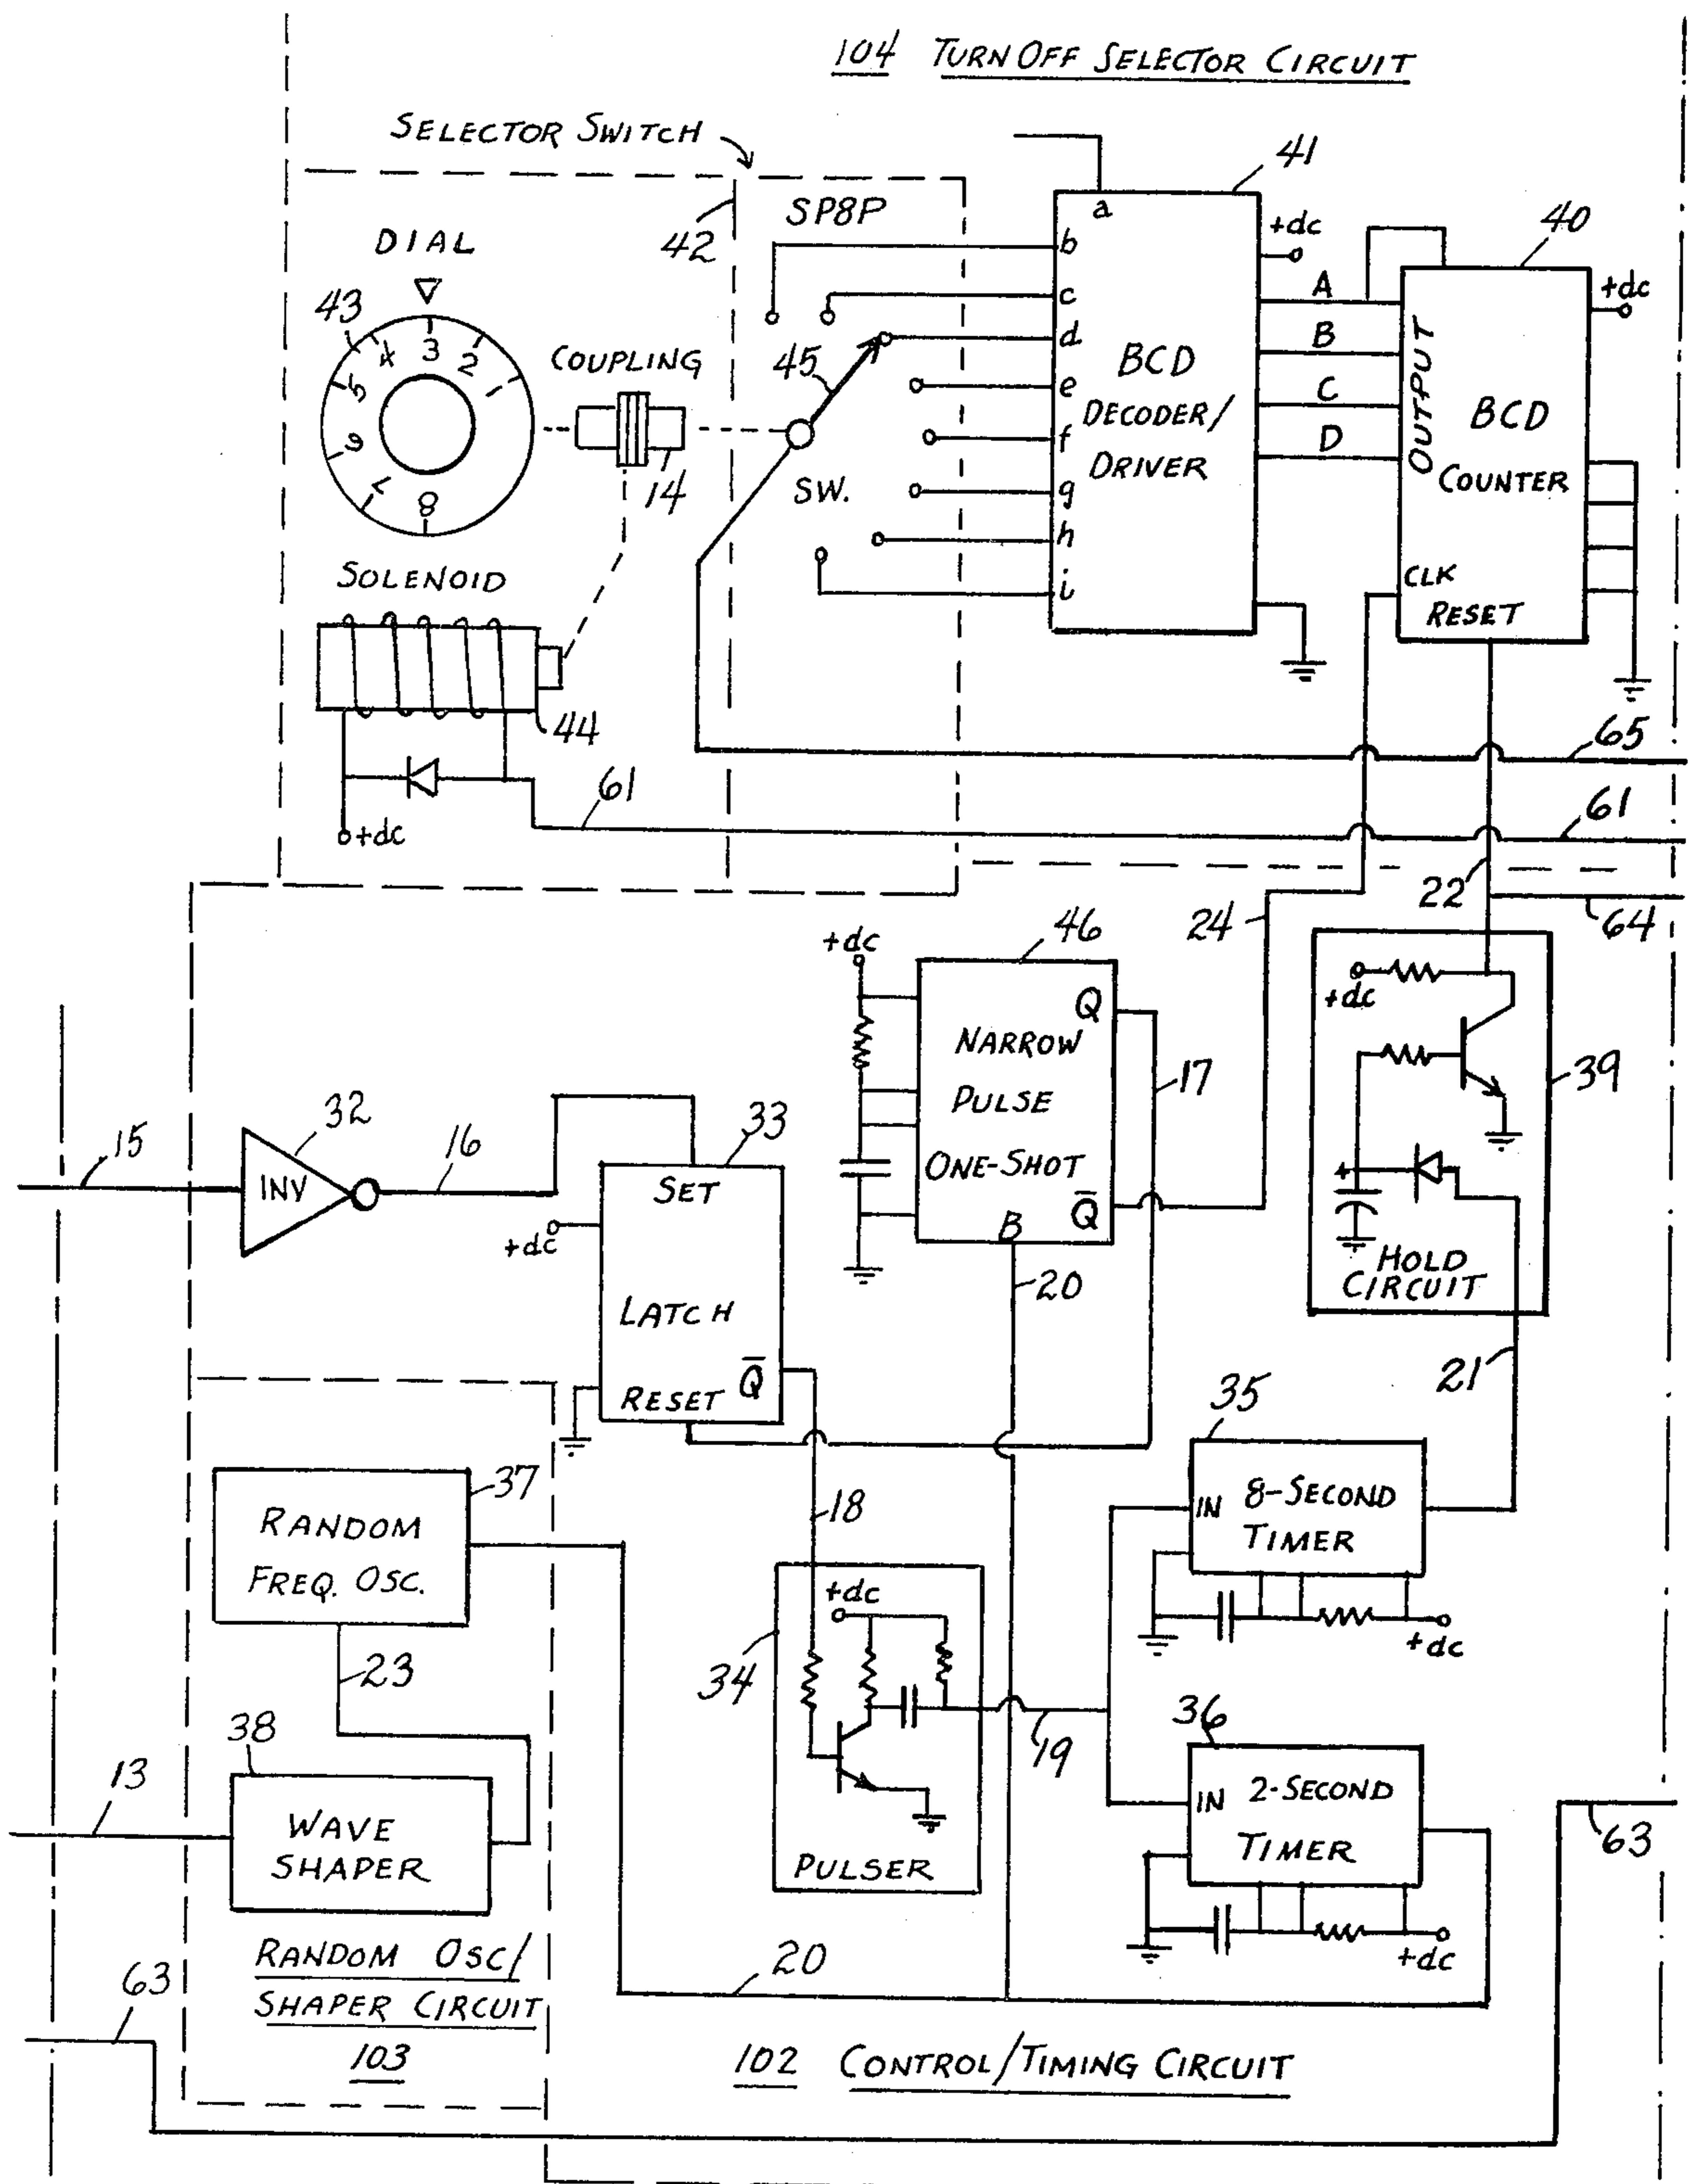 104 TURN OFF SELECTOR CIRCUIT
SELECTOR SWITCH
42
SP8P
DIAL
43
1
2
3
4
5
6
7
8
COUPLING
14
45
SW.
a
b
c
d
e
f
g
h
i
41
BCD
DECODER/
DRIVER
+dc
A
B
C
D
40
+dc
OUTPUT
BCD
COUNTER
CLK
RESET
SOLENOID
44
+dc
61
65
61
22
64
24
15
32
INV
16
33
SET
+dc
LATCH
Q̅
RESET
+dc
46
Q
NARROW
PULSE
ONE-SHOT
Q̅
B
17
20
+dc
39
+
HOLD
CIRCUIT
21
37
RANDOM
FREQ. OSC.
23
38
WAVE
SHAPER
13
18
34
+dc
PULSER
19
35
IN
8-SECOND
TIMER
+dc
36
IN
2-SECOND
TIMER
+dc
63
63
20
RANDOM OSC/
SHAPER CIRCUIT
103
102 CONTROL/TIMING CIRCUIT